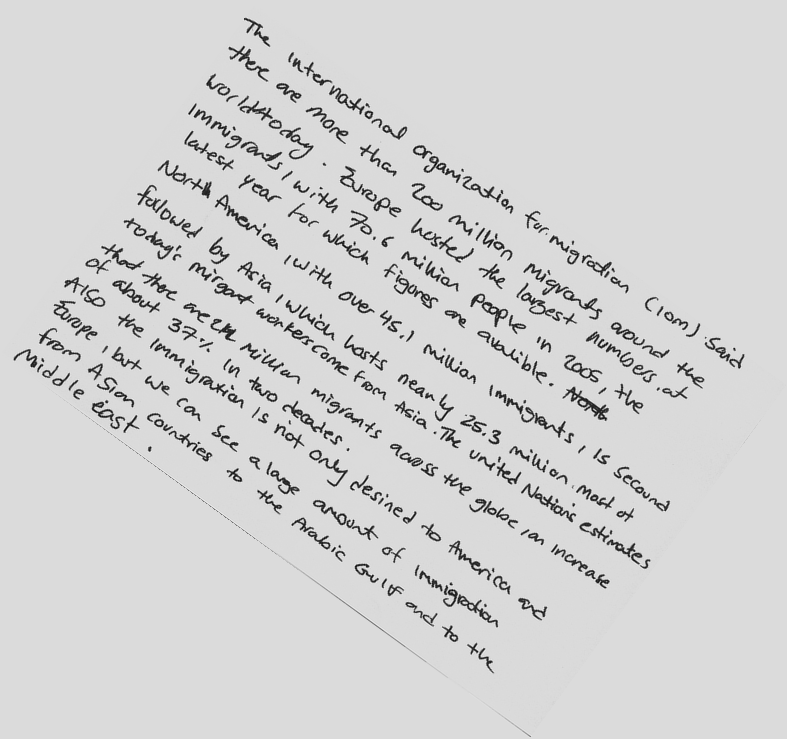 The international organization for migration (IOM). Said
there are more than 200 million migrants around the
world today. Europe hosted the largest numbers. at
Immigrants, with 70.6 million people in 2005, the
latest year for which figures are avalible. North
North America, with over 45.1 million Immigrants, is secound
followed by Asia, which hosts nearly 25.3 million. most of
today's mirgant workers come from Asia. The united Nation's estimates
that there are million migrants across the globe, an increase
of about 37% in two decades.
Also the immigration is not only desined to America and
Europe, but we can see a large amount of immigration
from Asian countries to the Arabic Gulf and to the
Middle east.